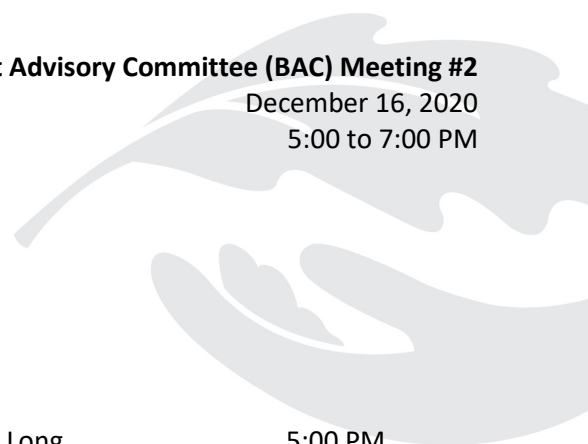 Advisory Committee (BAC) Meeting #2
December 16, 2020
5:00 to 7:00 PM
Long 5:00 PM